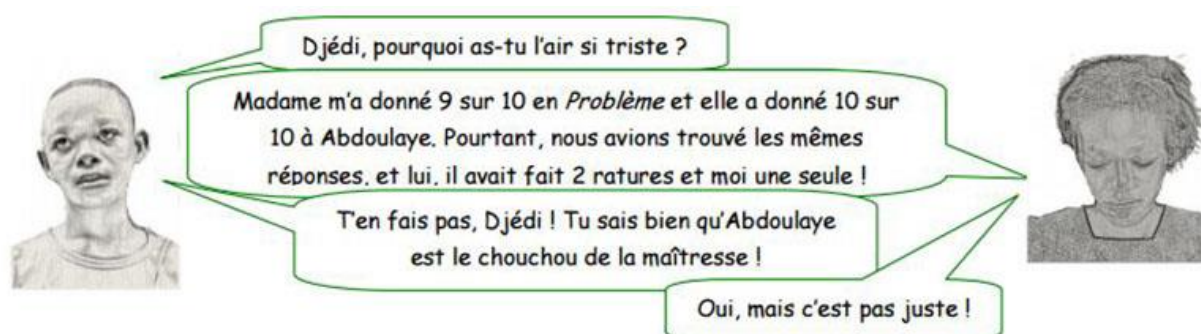 Djédi, pourquoi as-tu l'air si triste ?
Madame m'a donné 9 sur 10 en Problème et elle a donné 10 sur
10 à Abdoulaye. Pourtant, nous avions trouvé les mêmes
réponses, et lui, il avait fait 2 ratures et moi une seule !
T'en fais pas, Djédi ! Tu sais bien qu'Abdoulaye
est le chouchou de la maîtresse !
Oui, mais c'est pas juste !